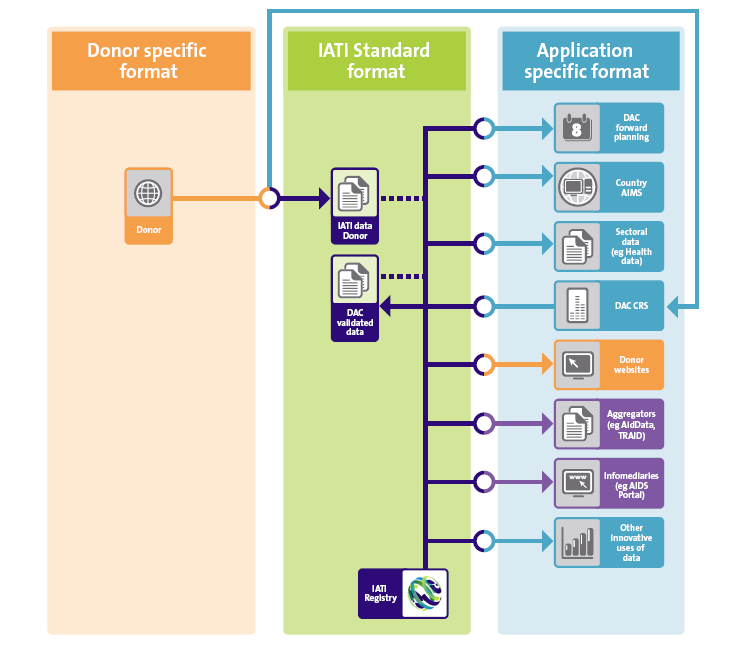 Donor specific
format
IATI Standard
format
Application
specific format
Donor
IATI data
Donor
DAC
validated
data
IATI
Registry
8
DAC
forward
planning
Country
AIMS
Sectoral
data
(eg Health
data)
DAC CRS
Donor
websites
Aggregators
(eg AidData,
TRAID)
www
Infomediaries
(eg AIDS
Portal)
Other
Innovative
uses of
data